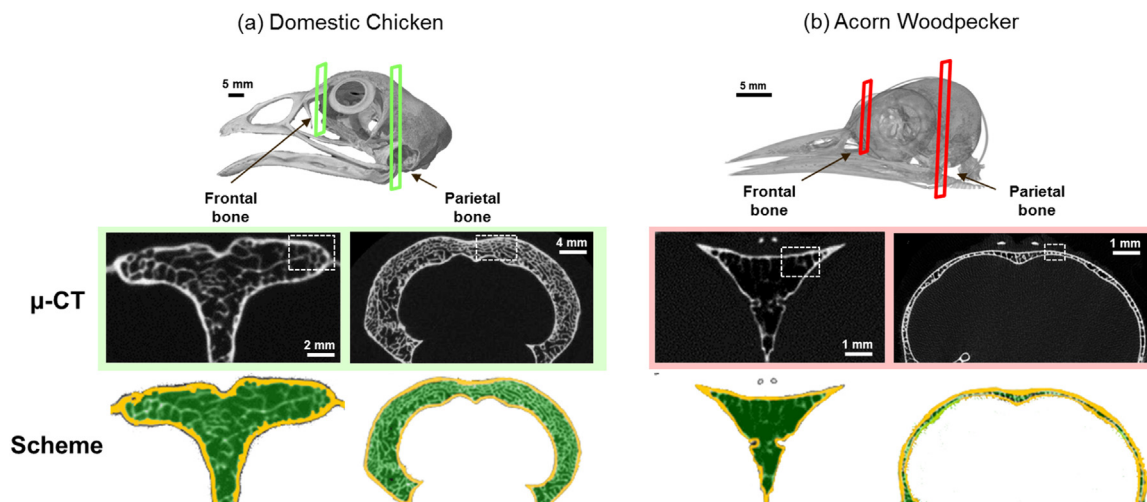 (a) Domestic Chicken
(b) Acorn Woodpecker
5 mm
5 mm
Frontal
bone
Parietal
bone
Frontal
bone
Parietal
bone
μ-CT
2 mm
4 mm
1 mm
1 mm
Scheme